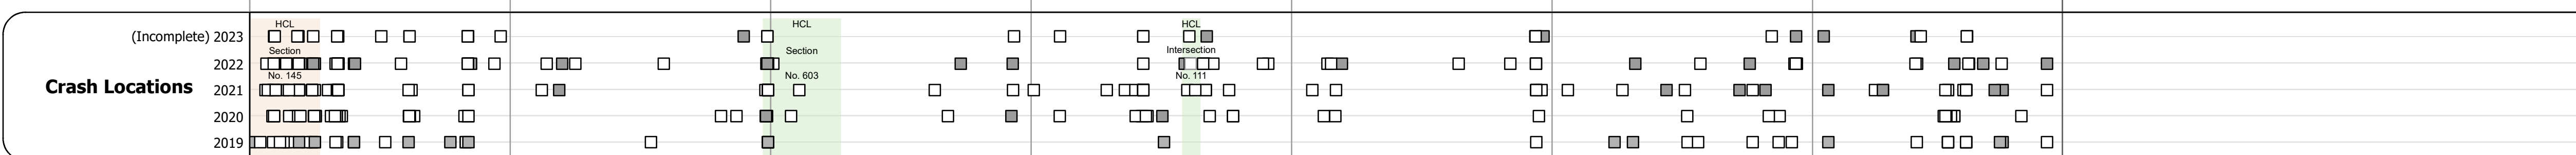 HCL
HCL
HCL
(Incomplete) 2023
Section
Section
Intersection
2022
No. 145
No. 603
No. 111
Crash Locations
2021
2020
2019